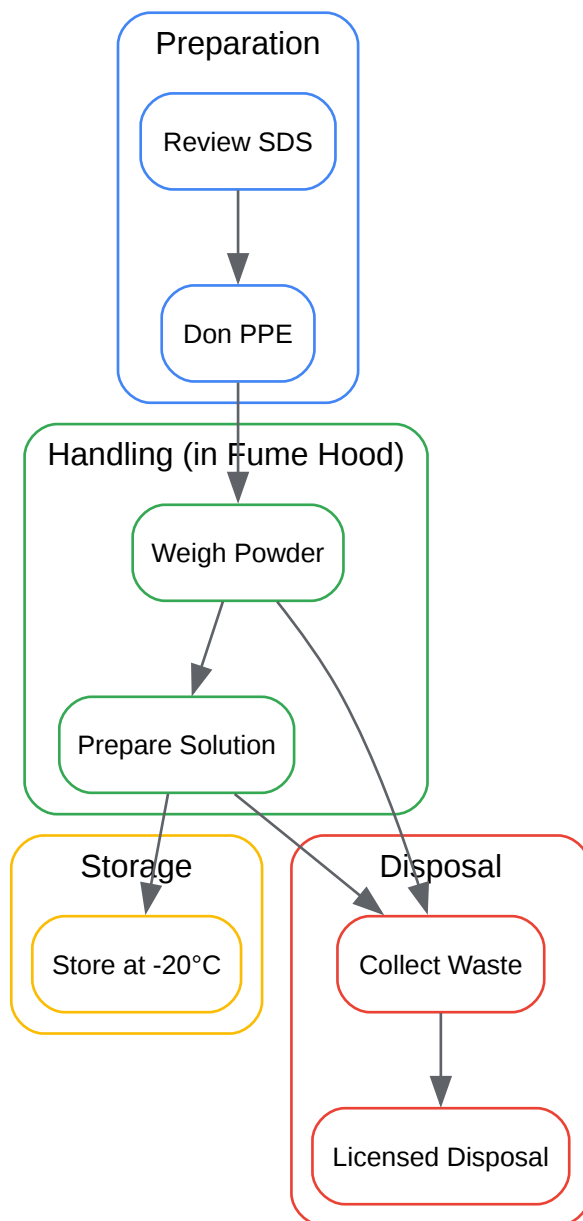 Preparation
Review SDS
Don PPE
Handling (in Fume Hood)
Weigh Powder
Prepare Solution
Storage
Disposal
Store at -20°C
Collect Waste
Licensed Disposal